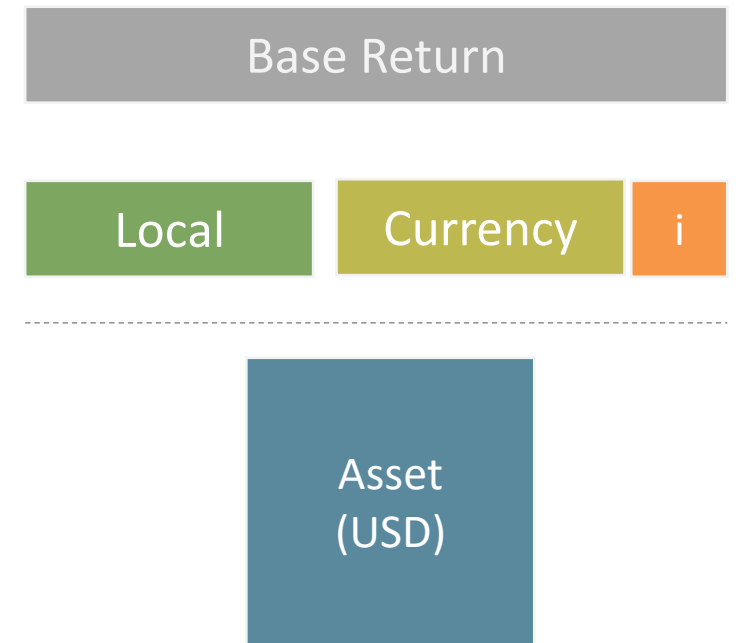 Base Return
Local
Currency
i
Asset
(USD)